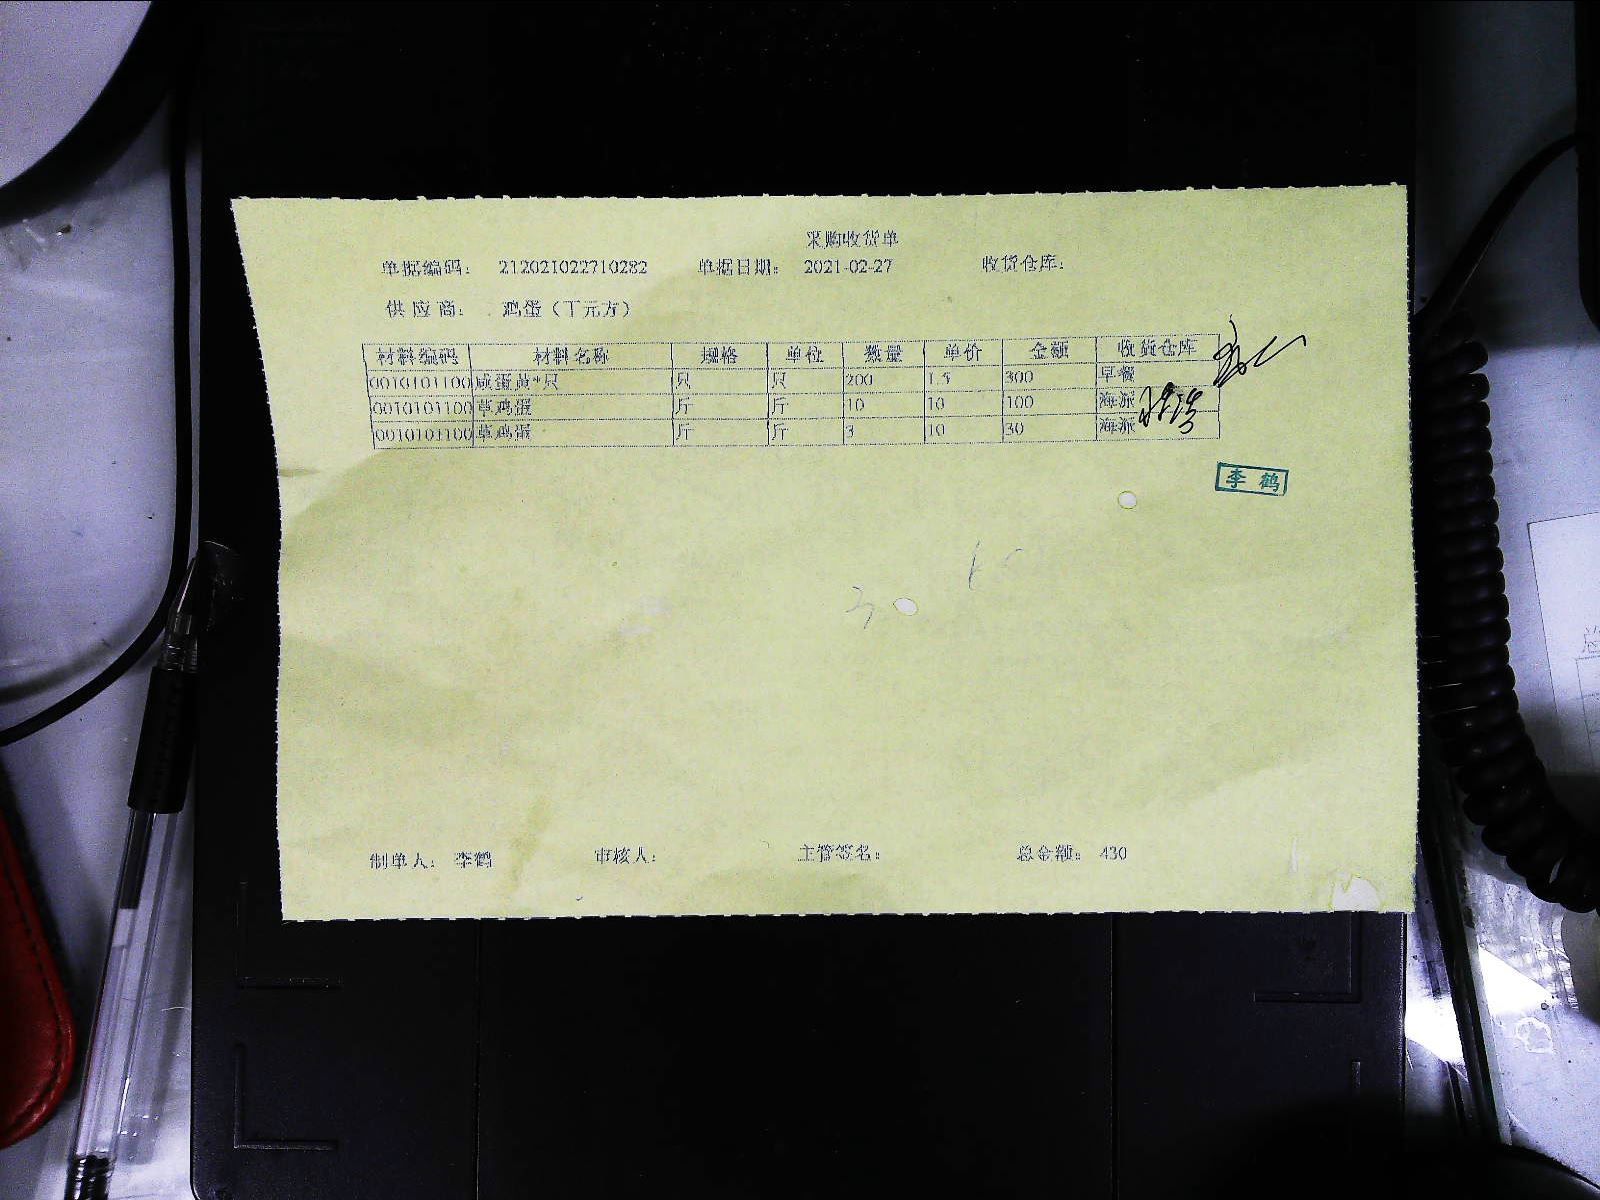 采购收货单
单据编码: 212021022710282 单据日期: 2021-02-27 收货仓库:
供应商: 鸡蛋（丁元方）
材料编码 材料名称 规格 单位 数量 单价 金额 收货仓库
0010101100 咸蛋黄*只 只 只 200 1.5 300 早餐
0010101100 草鸡蛋 斤 斤 10 10 100 海派
0010101100 草鸡蛋 斤 斤 3 10 30 海派
李鹤
制单人: 李鹤 审核人: 主管签名: 总金额: 430